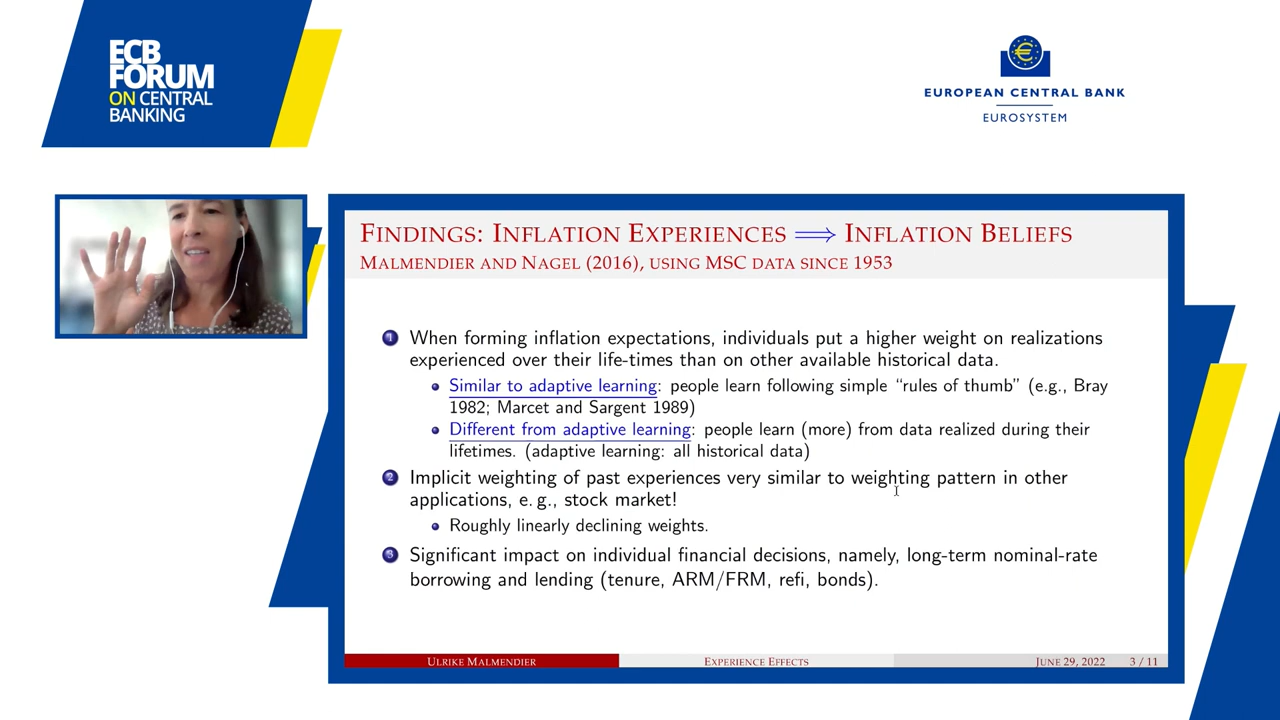 ECB
FORUM
ON CENTRAL
BANKING
EUROPEAN CENTRAL BANK
EUROSYSTEM
FINDINGS: INFLATION EXPERIENCES ⟹ INFLATION BELIEFS
MALMENDIER AND NAGEL (2016), USING MSC DATA SINCE 1953
1 When forming inflation expectations, individuals put a higher weight on realizations
experienced over their life-times than on other available historical data.
• Similar to adaptive learning: people learn following simple “rules of thumb” (e.g., Bray
1982; Marcet and Sargent 1989)
• Different from adaptive learning: people learn (more) from data realized during their
lifetimes. (adaptive learning: all historical data)
2 Implicit weighting of past experiences very similar to weighting pattern in other
applications, e. g., stock market!
• Roughly linearly declining weights.
3 Significant impact on individual financial decisions, namely, long-term nominal-rate
borrowing and lending (tenure, ARM/FRM, refi, bonds).
ULRIKE MALMENDIER EXPERIENCE EFFECTS JUNE 29, 2022 3 / 11